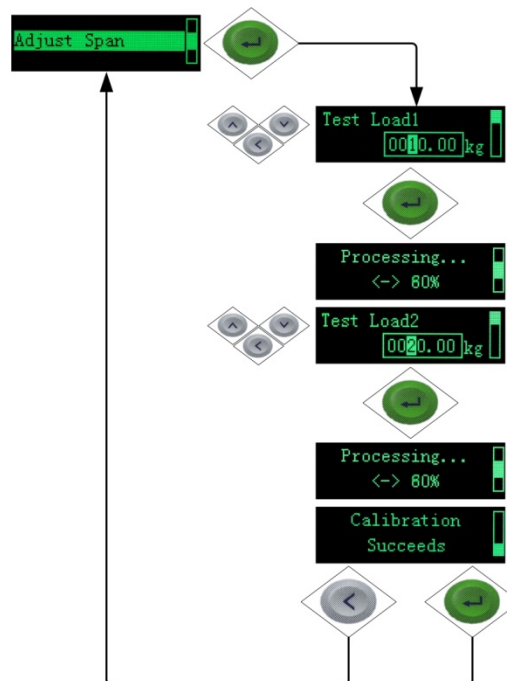 Adjust Span
Test Load1
0010.00 kg
Processing...
<-> 60%
Test Load2
0020.00 kg
Processing...
<-> 60%
Calibration
Succeeds